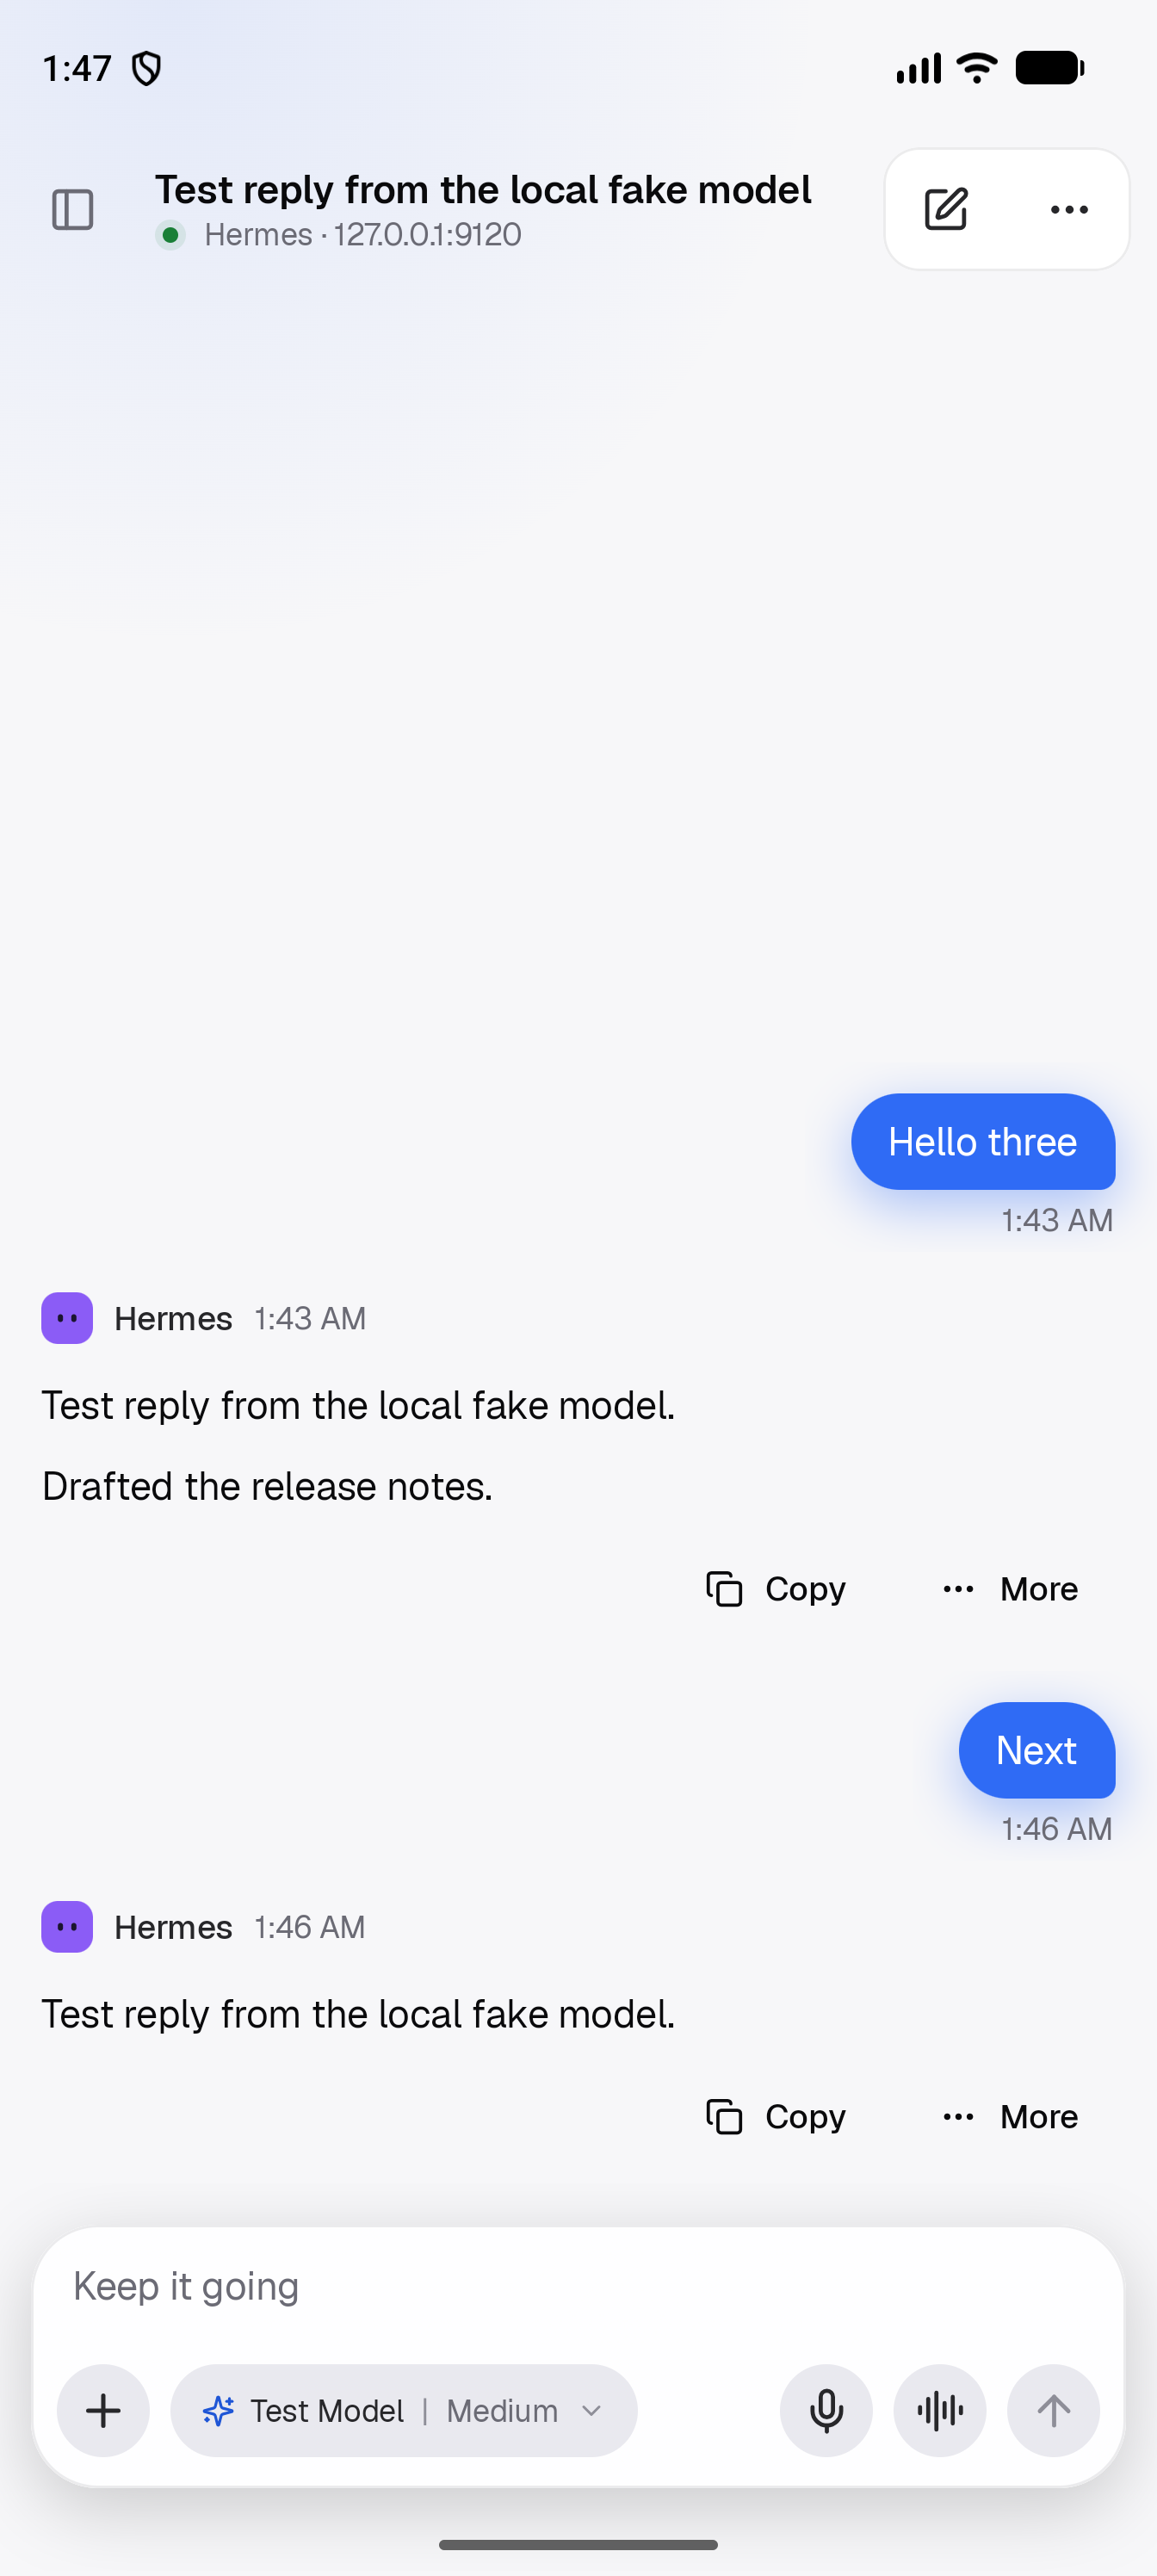 1:47
Test reply from the local fake model
Hermes · 127.0.0.1:9120
Hello three
1:43 AM
Hermes 1:43 AM
Test reply from the local fake model.
Drafted the release notes.
Copy
More
Next
1:46 AM
Hermes 1:46 AM
Test reply from the local fake model.
Copy
More
Keep it going
Test Model | Medium